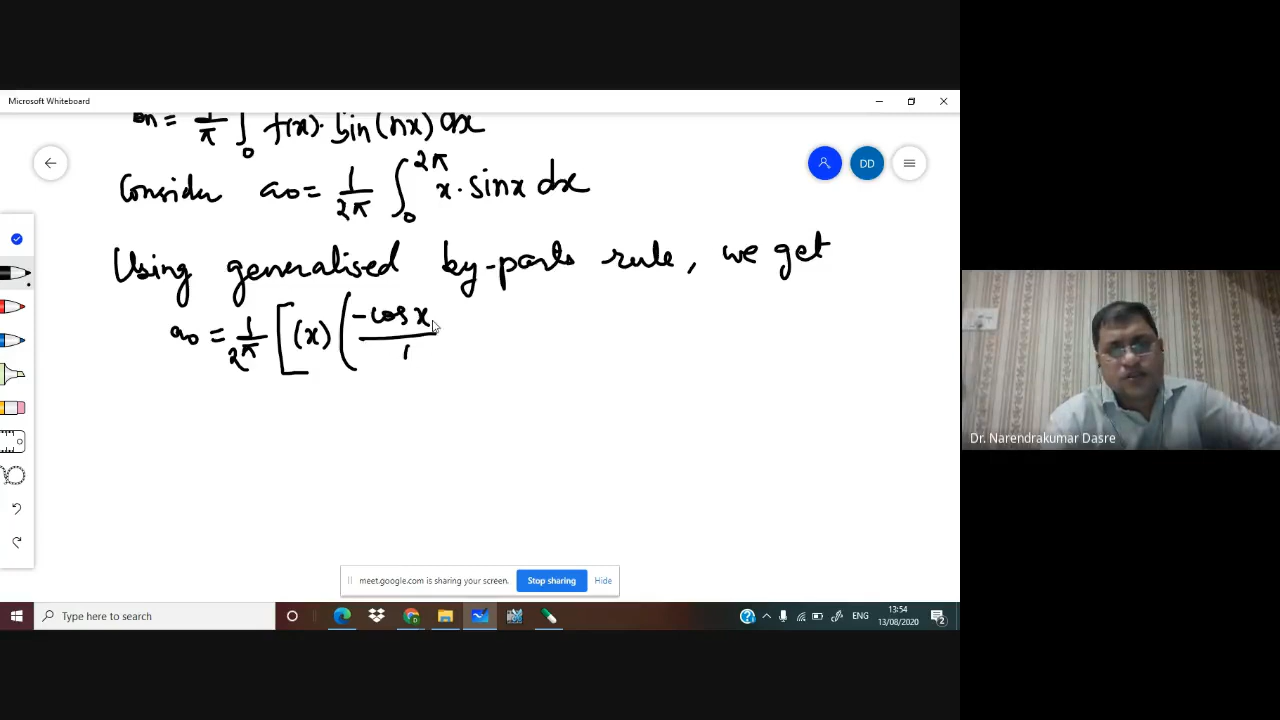 Microsoft Whiteboard
bn = 1/π ∫₀ f(x)· Sin(nx) dx
Consider a₀ = 1/2π ∫₀^2π x · sinx dx
DD
Using generalised by-parts rule, we get
a₀ = 1/2π [(x) (-cos x/1
Dr. Narendrakumar Dasre
meet.google.com is sharing your screen. Stop sharing Hide
Type here to search
ENG
13:54
13/08/2020
2